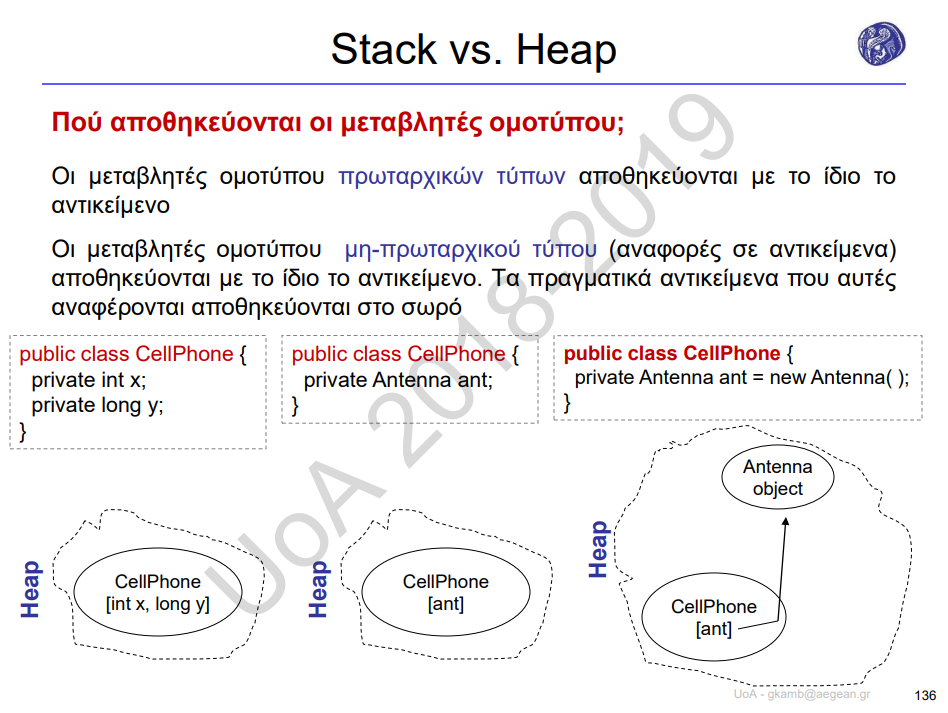 Stack vs. Heap
Πού αποθηκεύονται οι μεταβλητές ομοτύπου;
Οι μεταβλητές ομοτύπου πρωταρχικών τύπων αποθηκεύονται με το ίδιο το
αντικείμενο
Οι μεταβλητές ομοτύπου μη-πρωταρχικού τύπου (αναφορές σε αντικείμενα)
αποθηκεύονται με το ίδιο το αντικείμενο. Τα πραγματικά αντικείμενα που αυτές
αναφέρονται αποθηκεύονται στο σωρό
public class CellPhone {
private int x;
private long y;
}
public class CellPhone {
private Antenna ant;
}
public class CellPhone {
private Antenna ant = new Antenna( );
}
Heap
CellPhone
[int x, long y]
Heap
CellPhone
[ant]
Heap
Antenna
object
CellPhone
[ant]
UoA 2018-2019
UoA - gkamb@aegean.gr
136